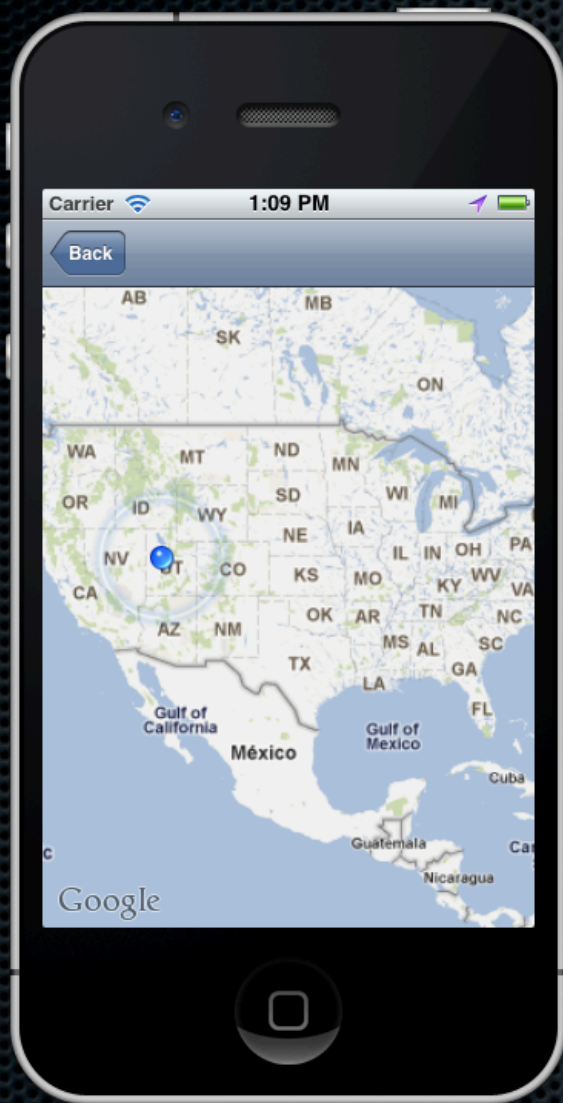 Carrier 1:09 PM
Back
AB MB
SK
ON
WA MT ND MN
OR ID WY SD WI MI
NV UT CO NE IA IL IN OH PA
CA KS MO KY WV VA
AZ NM OK AR TN NC
TX MS AL SC
LA GA
FL
Gulf of
California
México
Gulf of
Mexico
Cuba
Guatemala
Nicaragua
Google